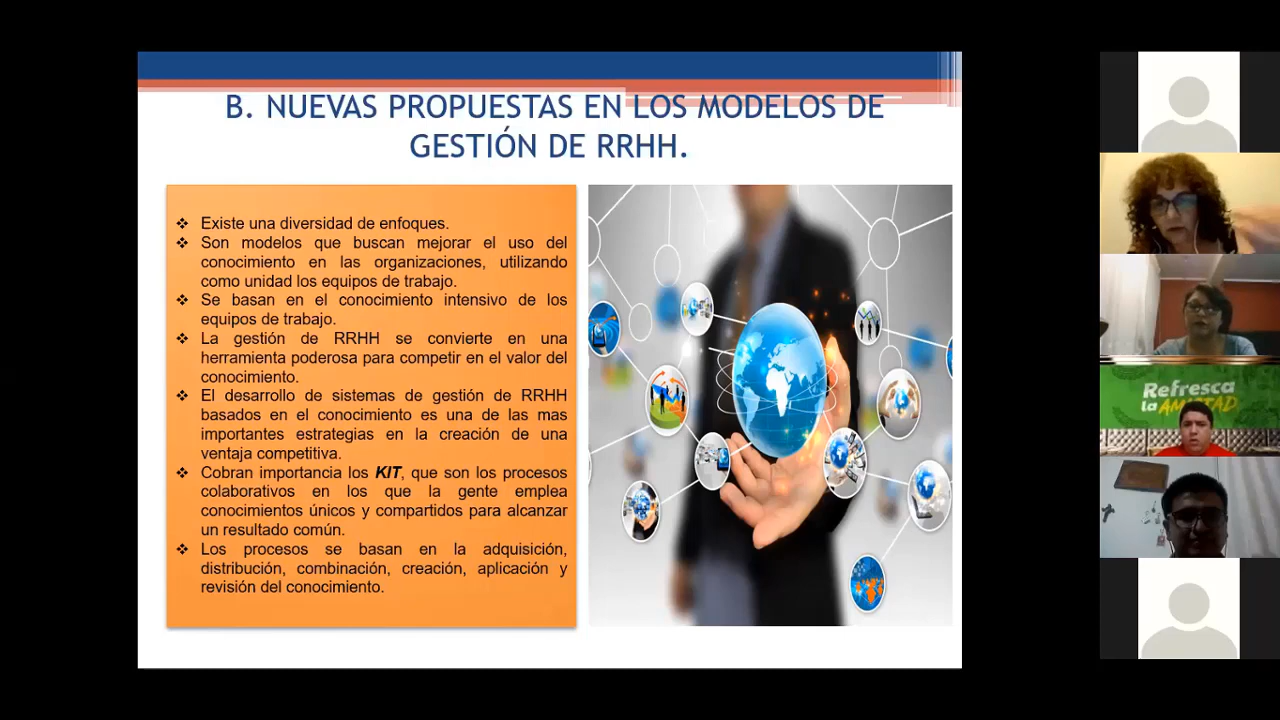 B. NUEVAS PROPUESTAS EN LOS MODELOS DE
GESTIÓN DE RRHH.
❖ Existe una diversidad de enfoques.
❖ Son modelos que buscan mejorar el uso del
conocimiento en las organizaciones, utilizando
como unidad los equipos de trabajo.
❖ Se basan en el conocimiento intensivo de los
equipos de trabajo.
❖ La gestión de RRHH se convierte en una
herramienta poderosa para competir en el valor del
conocimiento.
❖ El desarrollo de sistemas de gestión de RRHH
basados en el conocimiento es una de las mas
importantes estrategias en la creación de una
ventaja competitiva.
❖ Cobran importancia los KIT, que son los procesos
colaborativos en los que la gente emplea
conocimientos únicos y compartidos para alcanzar
un resultado común.
❖ Los procesos se basan en la adquisición,
distribución, combinación, creación, aplicación y
revisión del conocimiento.
Refresca
la AMISTAD